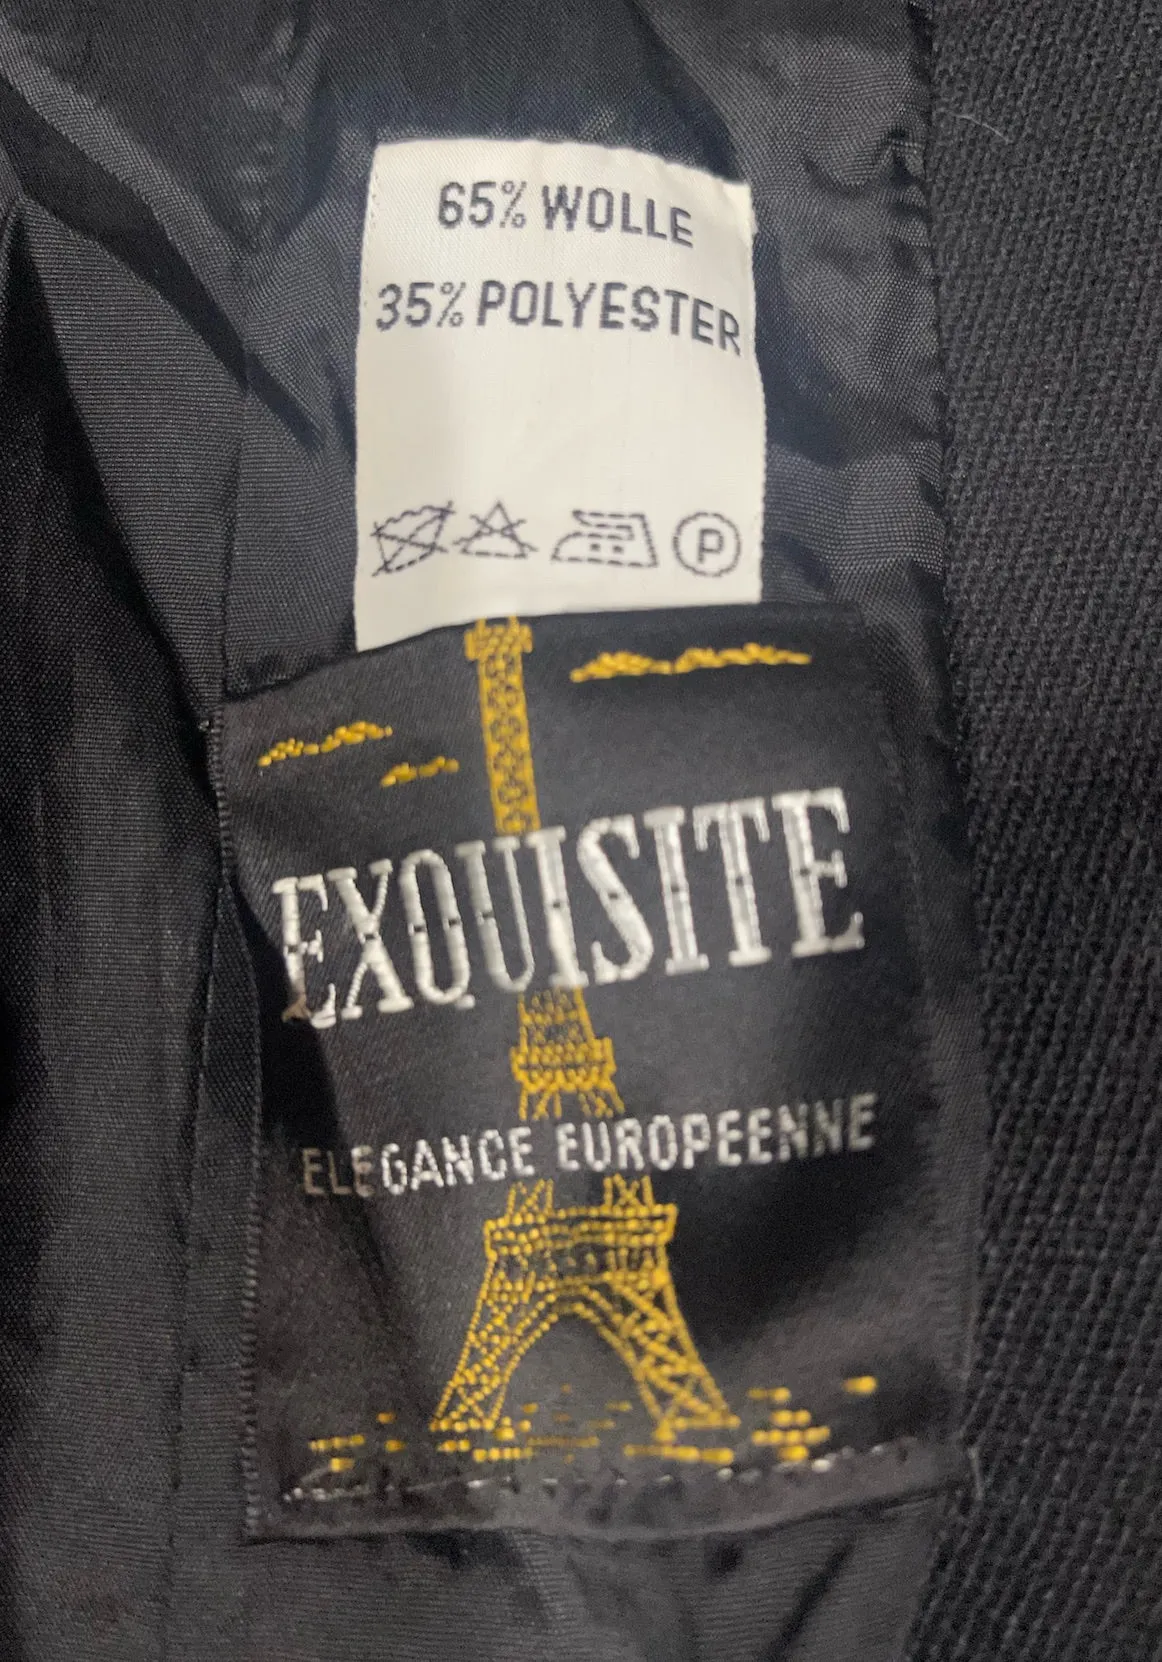 65% WOLLE
35% POLYESTER
P
EXQUISITE
ELEGANCE EUROPEENNE